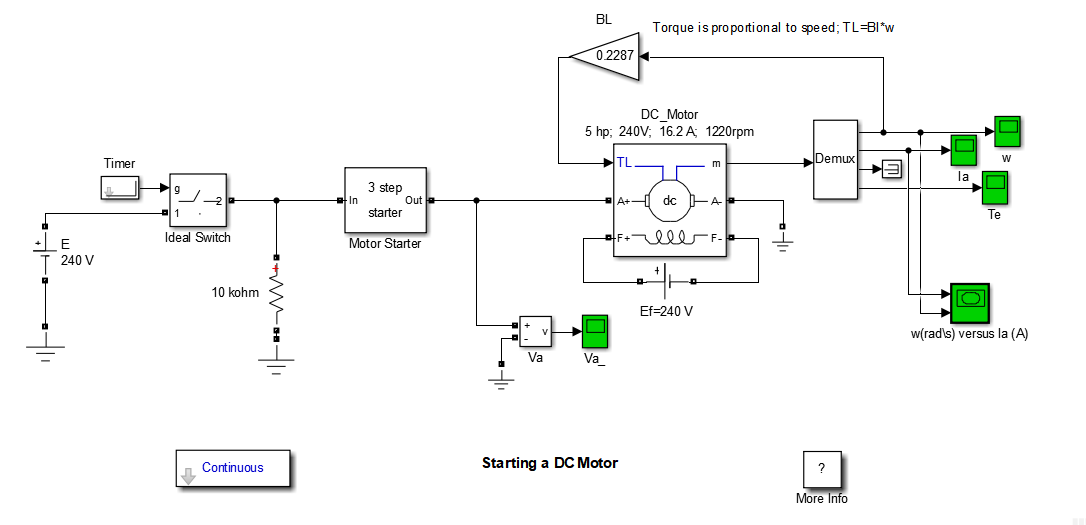 BL
Torque is proportional to speed; TL=Bl*w
0.2287
DC_Motor
5 hp; 240V; 16.2 A; 1220rpm
Timer
g
1
2
Ideal Switch
+
E
240 V
+
10 kohm
3 step
starter
In
Out
Motor Starter
TL
m
A+
dc
A-
F+
F-
+
Ef=240 V
Demux
w
Ia
Te
w(rad\s) versus Ia (A)
+
-
v
Va
Va_
Continuous
Starting a DC Motor
?
More Info